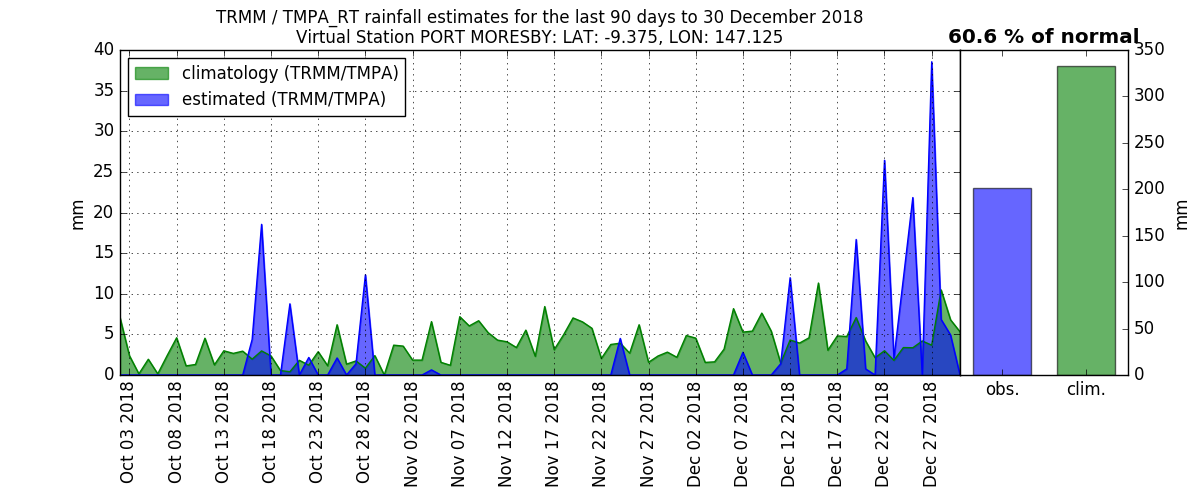 TRMM / TMPA_RT rainfall estimates for the last 90 days to 30 December 2018
Virtual Station PORT MORESBY: LAT: -9.375, LON: 147.125
60.6 % of normal
climatology (TRMM/TMPA)
estimated (TRMM/TMPA)
mm
40
35
30
25
20
15
10
5
0
Oct 03 2018
Oct 08 2018
Oct 13 2018
Oct 18 2018
Oct 23 2018
Oct 28 2018
Nov 02 2018
Nov 07 2018
Nov 12 2018
Nov 17 2018
Nov 22 2018
Nov 27 2018
Dec 02 2018
Dec 07 2018
Dec 12 2018
Dec 17 2018
Dec 22 2018
Dec 27 2018
obs.
clim.
350
300
250
200
150
100
50
0
mm